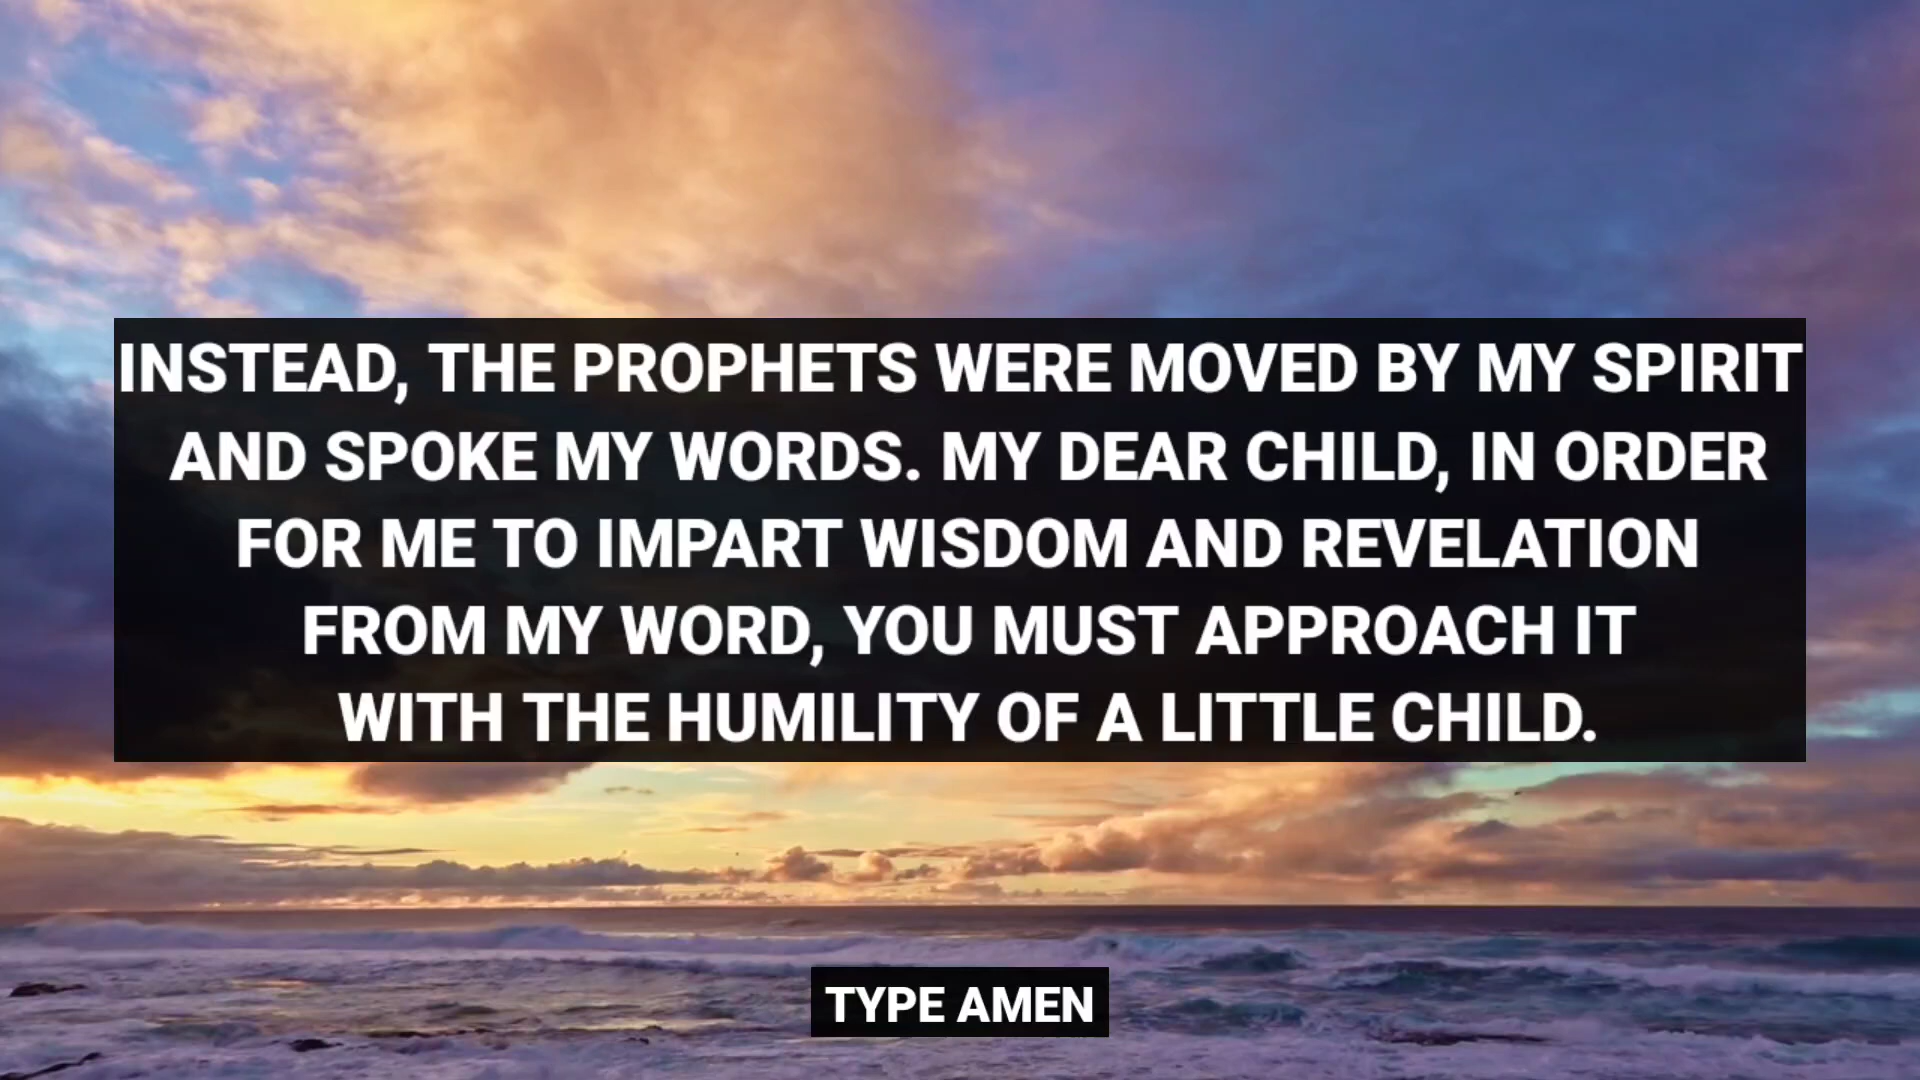 INSTEAD, THE PROPHETS WERE MOVED BY MY SPIRIT
AND SPOKE MY WORDS. MY DEAR CHILD, IN ORDER
FOR ME TO IMPART WISDOM AND REVELATION
FROM MY WORD, YOU MUST APPROACH IT
WITH THE HUMILITY OF A LITTLE CHILD.
TYPE AMEN